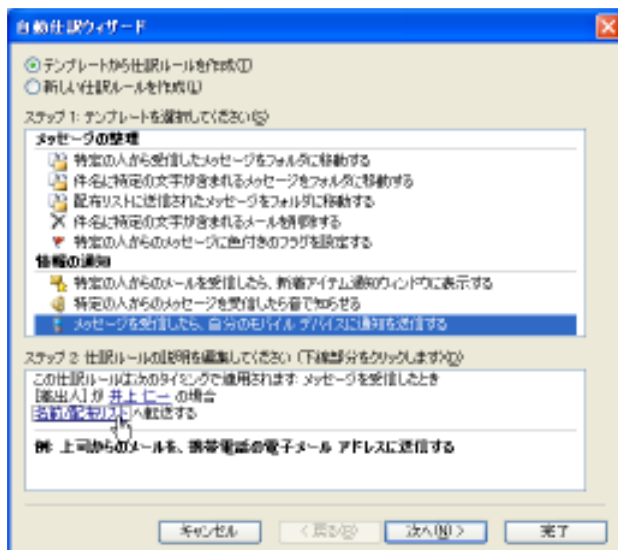 自動仕訳ウィザード
テンプレートから仕訳ルールを作成(T)
新しい仕訳ルールを作成(L)
ステップ 1: テンプレートを選択してください(S)
メッセージの整理
特定の人から受信したメッセージをフォルダに移動する
件名に特定の文字が含まれるメッセージをフォルダに移動する
配布リストに送信されたメッセージをフォルダに移動する
件名に特定の文字が含まれるメールを削除する
特定の人からのメッセージに色付きのフラグを設定する
情報の通知
特定の人からのメールを受信したら、新着アイテム通知ウィンドウに表示する
特定の人からのメッセージを受信したら音で知らせる
メッセージを受信したら、自分のモバイル デバイスに通知を送信する
ステップ 2: 仕訳ルールの説明を編集してください (下線部分をクリックします)(D)
この仕訳ルールは次のタイミングで適用されます: メッセージを受信したとき
[差出人] が 井上 仁一 の場合
名前/配布リスト へ転送する
例: 上司からのメールを、携帯電話の電子メール アドレスに送信する
キャンセル
< 戻る(B)
次へ(N) >
完了